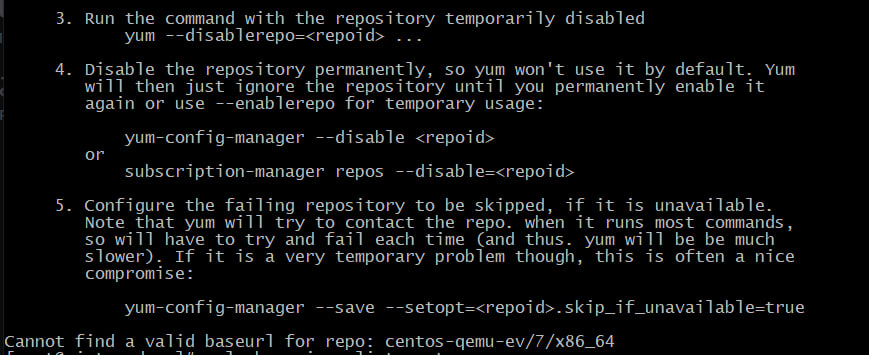 3. Run the command with the repository temporarily disabled
yum --disablerepo=<repoid> ...
4. Disable the repository permanently, so yum won't use it by default. Yum
will then just ignore the repository until you permanently enable it
again or use --enablerepo for temporary usage:
yum-config-manager --disable <repoid>
or
subscription-manager repos --disable=<repoid>
5. Configure the failing repository to be skipped, if it is unavailable.
Note that yum will try to contact the repo. when it runs most commands,
so will have to try and fail each time (and thus. yum will be be much
slower). If it is a very temporary problem though, this is often a nice
compromise:
yum-config-manager --save --setopt=<repoid>.skip_if_unavailable=true
Cannot find a valid baseurl for repo: centos-qemu-ev/7/x86_64